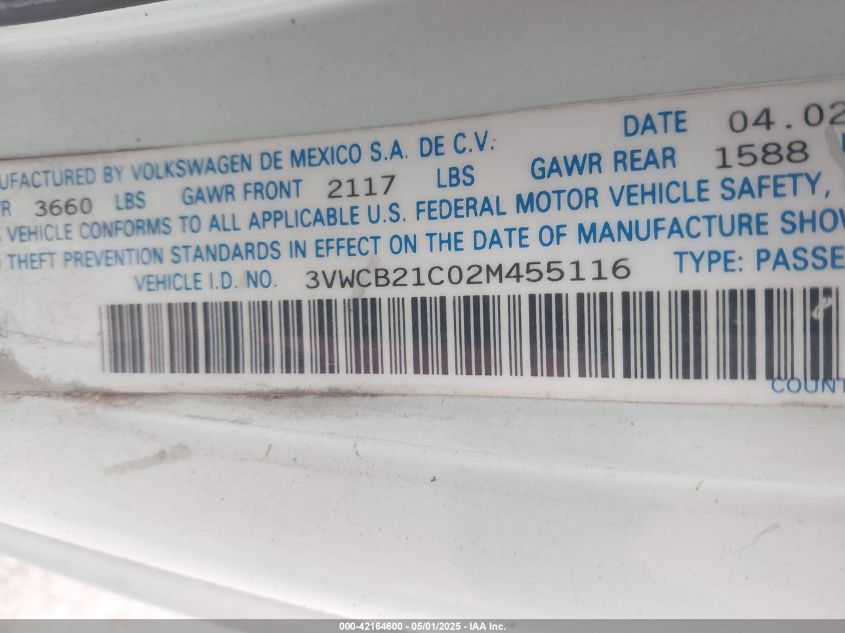 UFACTURED BY VOLKSWAGEN DE MEXICO S.A. DE C.V. DATE 04.02
R 3660 LBS GAWR FRONT 2117 LBS GAWR REAR 1588
VEHICLE CONFORMS TO ALL APPLICABLE U.S. FEDERAL MOTOR VEHICLE SAFETY,
THEFT PREVENTION STANDARDS IN EFFECT ON THE DATE OF MANUFACTURE SHOW
VEHICLE I.D. NO. 3VWCB21C02M455116 TYPE: PASSE
COUNT
000-42164600 - 05/01/2025 - IAA Inc.